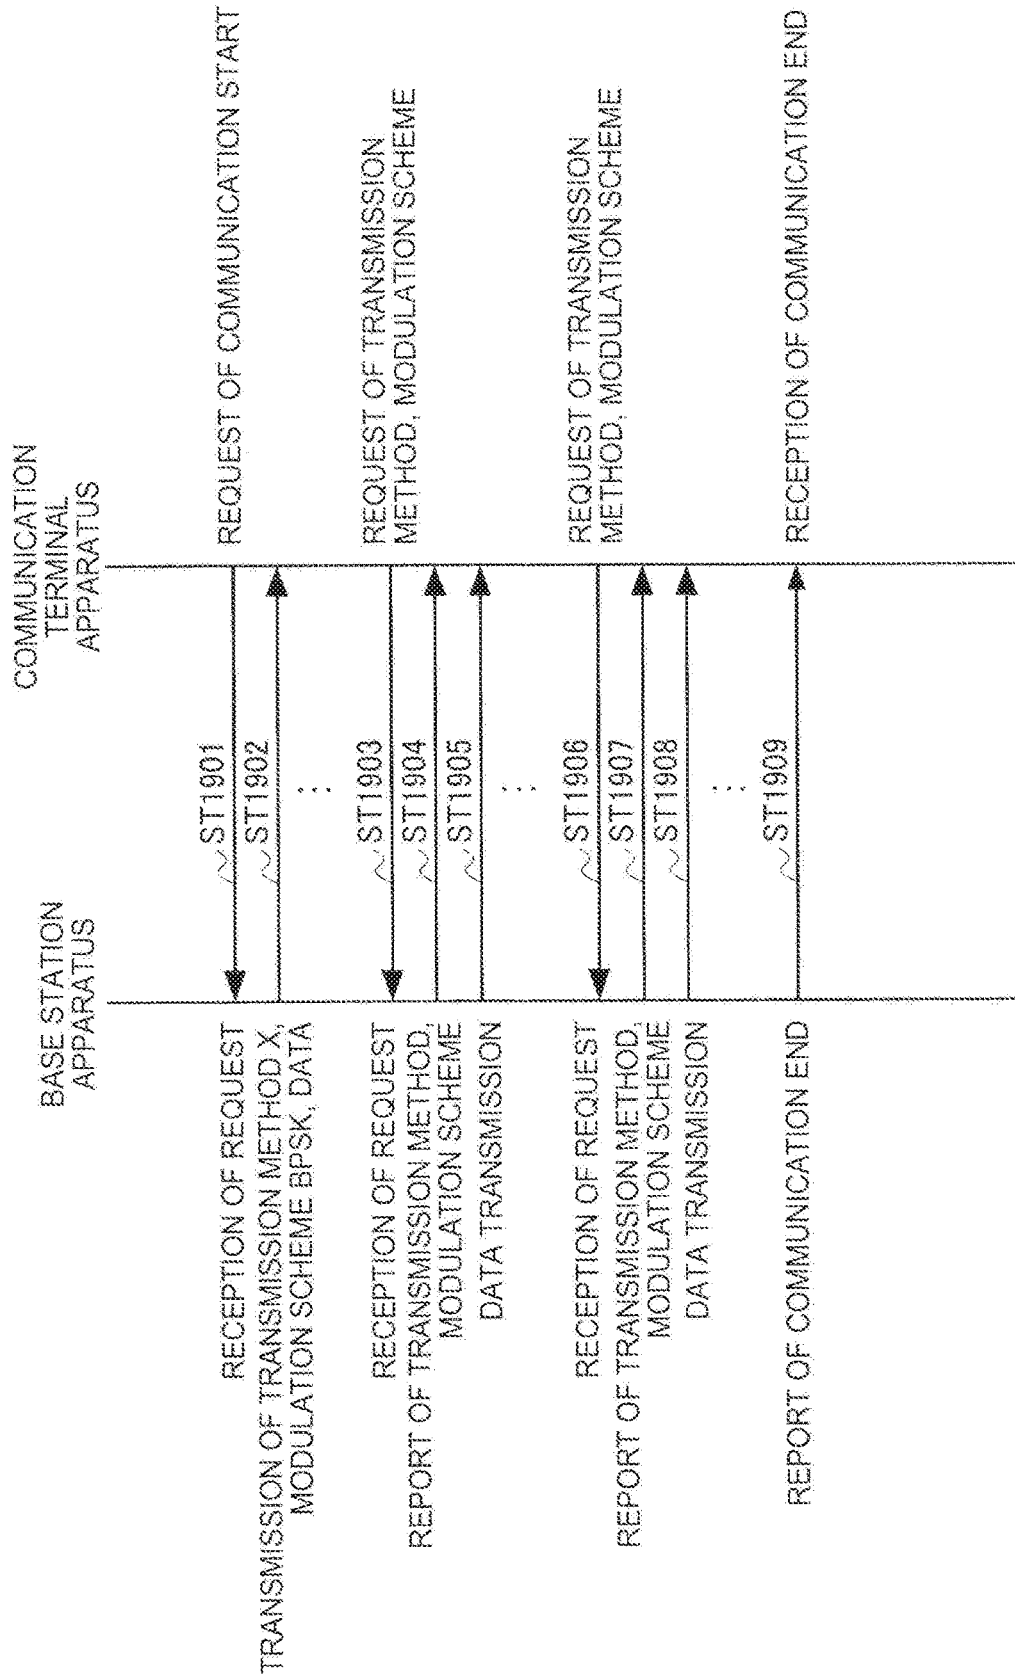 BASE STATION
APPARATUS
COMMUNICATION
TERMINAL
APPARATUS
RECEPTION OF REQUEST
ST1901
REQUEST OF COMMUNICATION START
TRANSMISSION OF TRANSMISSION METHOD X,
MODULATION SCHEME BPSK, DATA
ST1902
...
RECEPTION OF REQUEST
ST1903
REQUEST OF TRANSMISSION
METHOD, MODULATION SCHEME
REPORT OF TRANSMISSION METHOD,
MODULATION SCHEME
ST1904
DATA TRANSMISSION
ST1905
...
RECEPTION OF REQUEST
ST1906
REQUEST OF TRANSMISSION
METHOD, MODULATION SCHEME
REPORT OF TRANSMISSION METHOD,
MODULATION SCHEME
ST1907
DATA TRANSMISSION
ST1908
...
REPORT OF COMMUNICATION END
ST1909
RECEPTION OF COMMUNICATION END